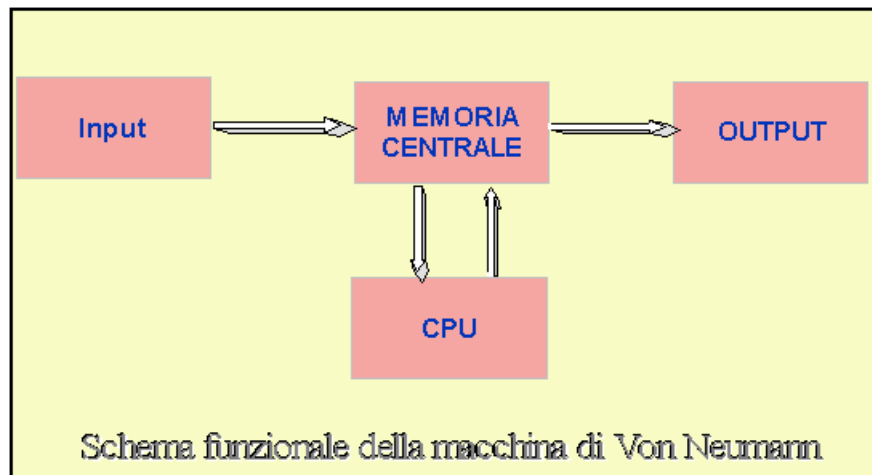 Input
MEMORIA
CENTRALE
OUTPUT
CPU
Schema funzionale della macchina di Von Neumann